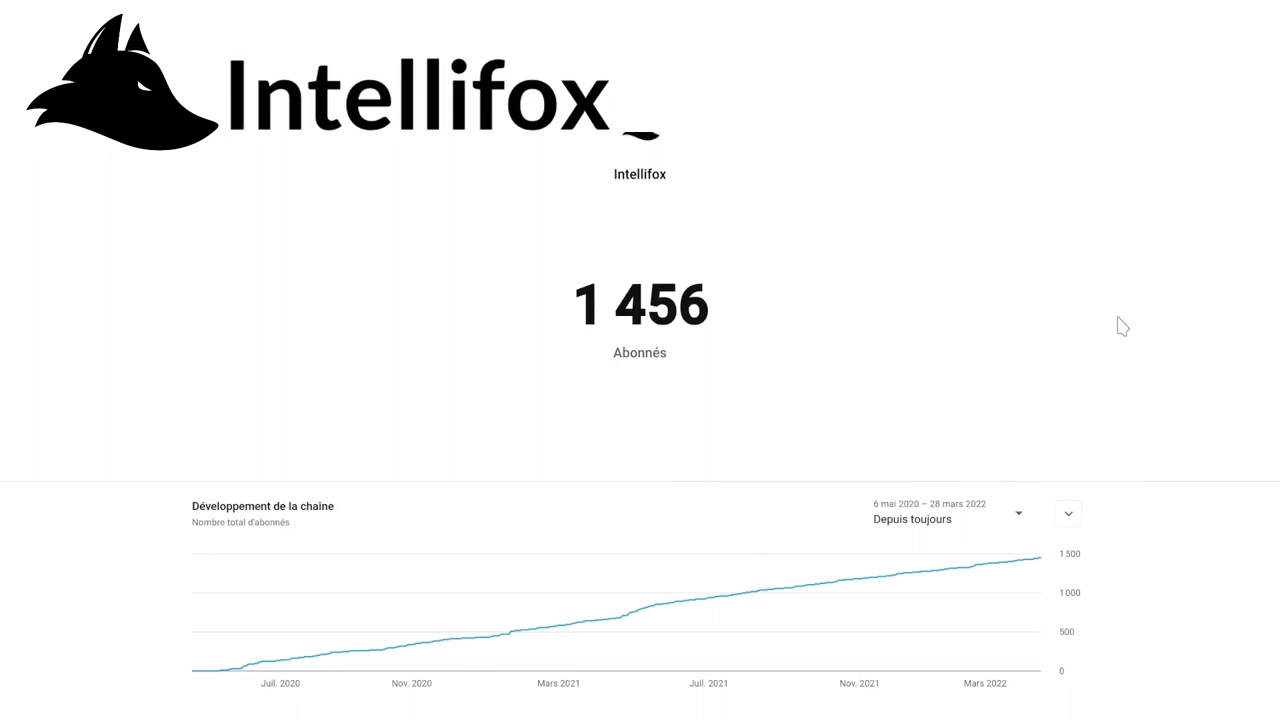 Intellifox
Intellifox
1 456
Abonnés
Développement de la chaîne
Nombre total d'abonnés
6 mai 2020 – 28 mars 2022
Depuis toujours
1 500
1 000
500
0
Juil. 2020
Nov. 2020
Mars 2021
Juil. 2021
Nov. 2021
Mars 2022